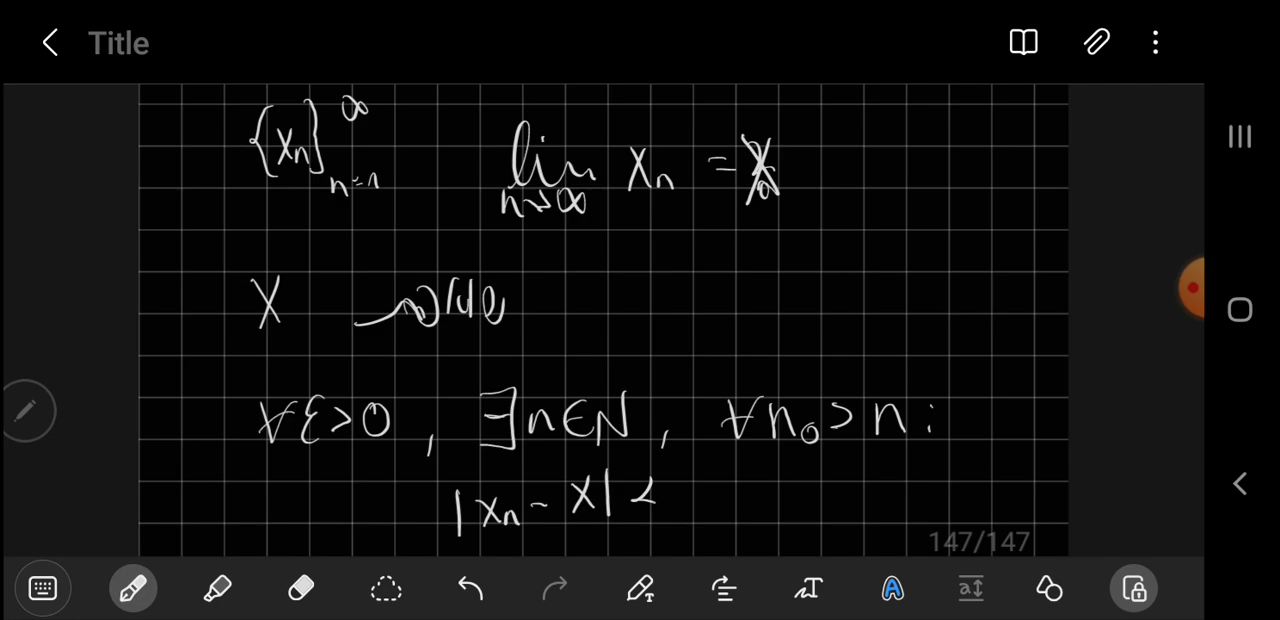 Title
{xₙ}ₙ₌₁^∞ lim n→∞ xₙ =
X
∀ε>0, ∃n∈N, ∀n₀>n:
|xₙ - X| <
147/147